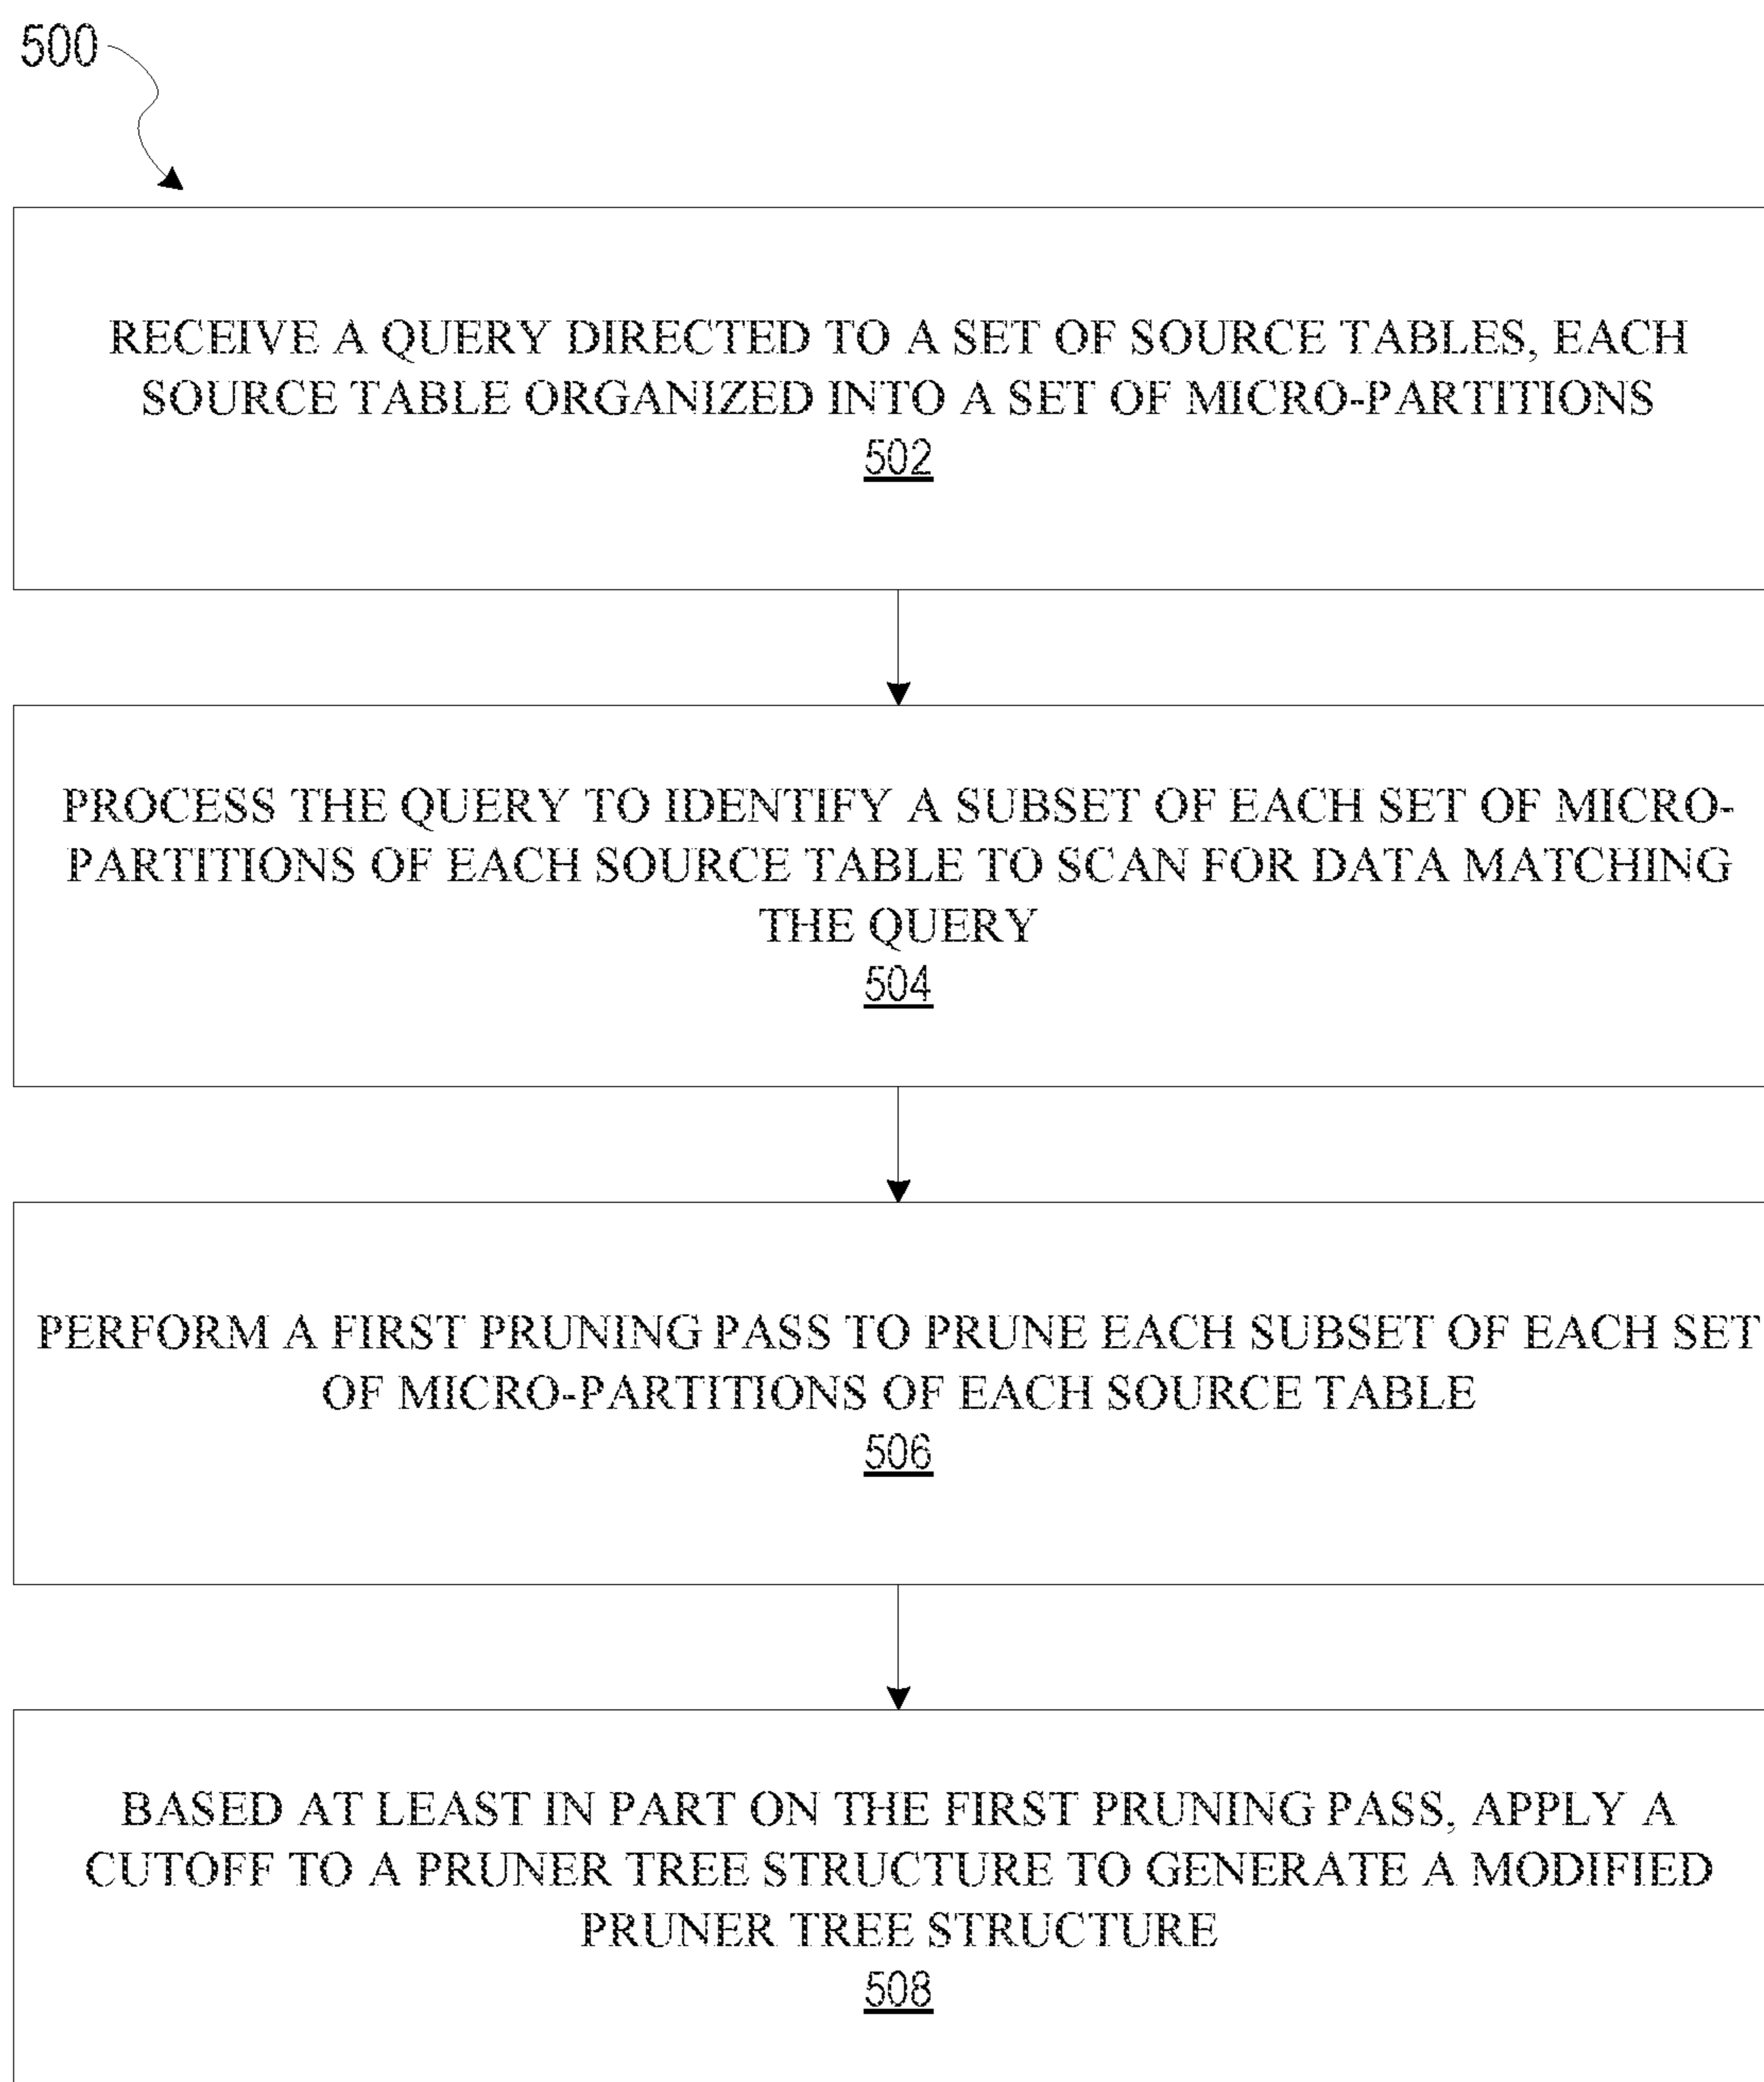 500
RECEIVE A QUERY DIRECTED TO A SET OF SOURCE TABLES, EACH
SOURCE TABLE ORGANIZED INTO A SET OF MICRO-PARTITIONS
502
PROCESS THE QUERY TO IDENTIFY A SUBSET OF EACH SET OF MICRO-
PARTITIONS OF EACH SOURCE TABLE TO SCAN FOR DATA MATCHING
THE QUERY
504
PERFORM A FIRST PRUNING PASS TO PRUNE EACH SUBSET OF EACH SET
OF MICRO-PARTITIONS OF EACH SOURCE TABLE
506
BASED AT LEAST IN PART ON THE FIRST PRUNING PASS, APPLY A
CUTOFF TO A PRUNER TREE STRUCTURE TO GENERATE A MODIFIED
PRUNER TREE STRUCTURE
508